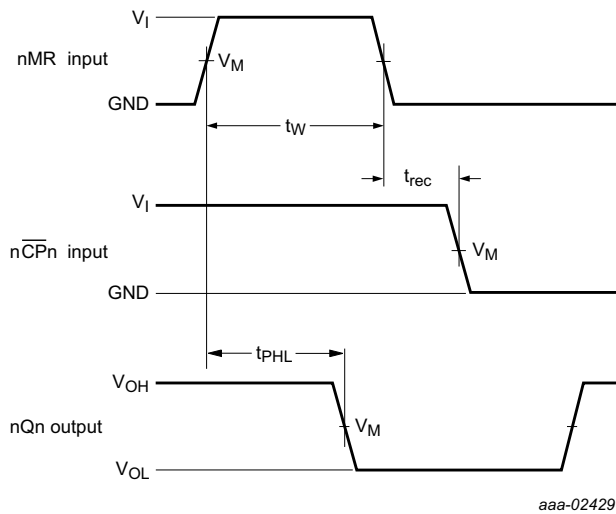 V_I
nMR input
V_M
GND
t_W
t_rec
V_I
nC̅P̅n input
V_M
GND
t_PHL
V_OH
nQn output
V_M
V_OL
aaa-02429